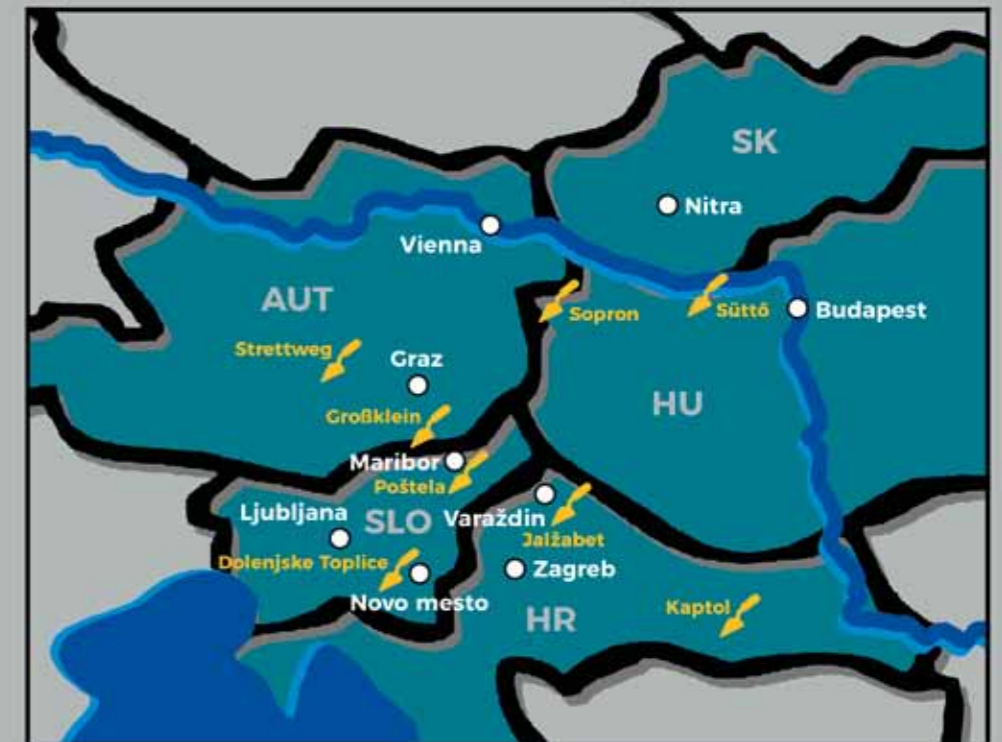 SK
Nitra
Vienna
AUT
Sopron
Süttő
Budapest
Strettweg
Graz
HU
Großklein
Maribor
Poštela
Ljubljana
SLO
Varaždin
Jalžabet
Dolenjske Toplice
Zagreb
Novo mesto
HR
Kaptol